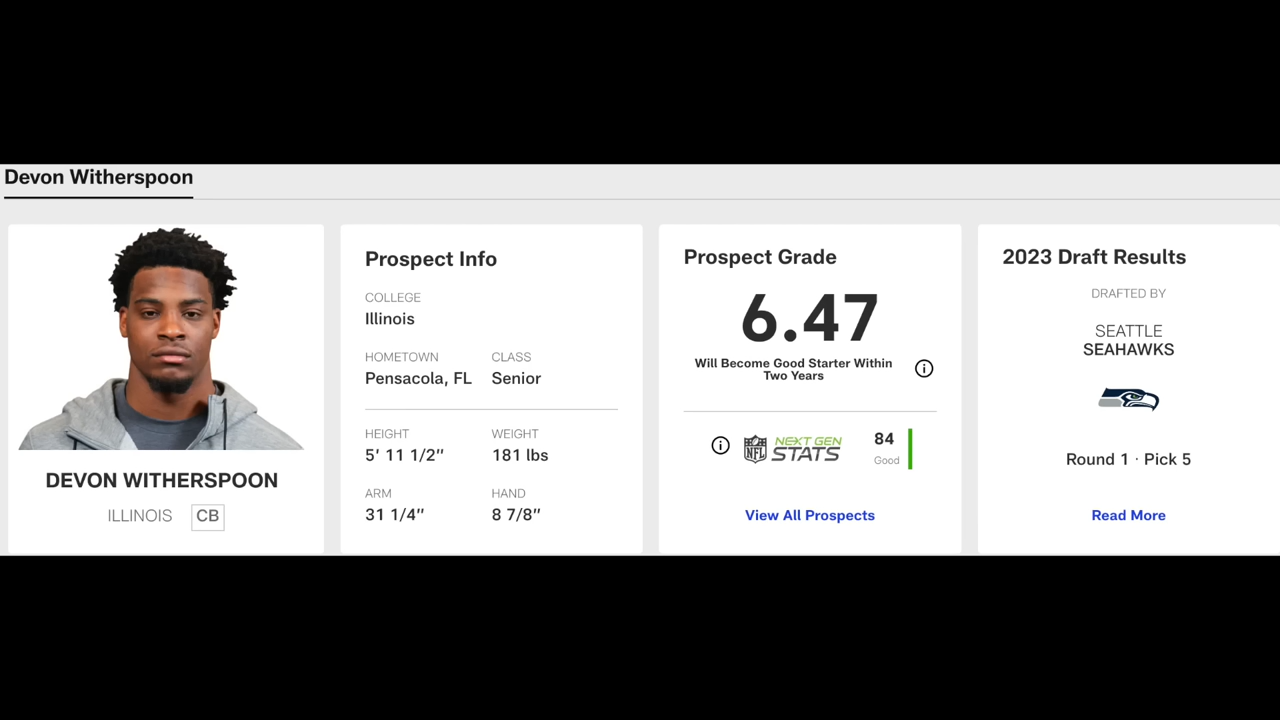 Devon Witherspoon
DEVON WITHERSPOON
ILLINOIS CB
Prospect Info
COLLEGE
Illinois
HOMETOWN CLASS
Pensacola, FL Senior
HEIGHT WEIGHT
5′ 11 1/2″ 181 lbs
ARM HAND
31 1/4″ 8 7/8″
Prospect Grade
6.47
Will Become Good Starter Within
Two Years
NFL NEXT GEN STATS
84
Good
View All Prospects
2023 Draft Results
DRAFTED BY
SEATTLE
SEAHAWKS
Round 1 · Pick 5
Read More